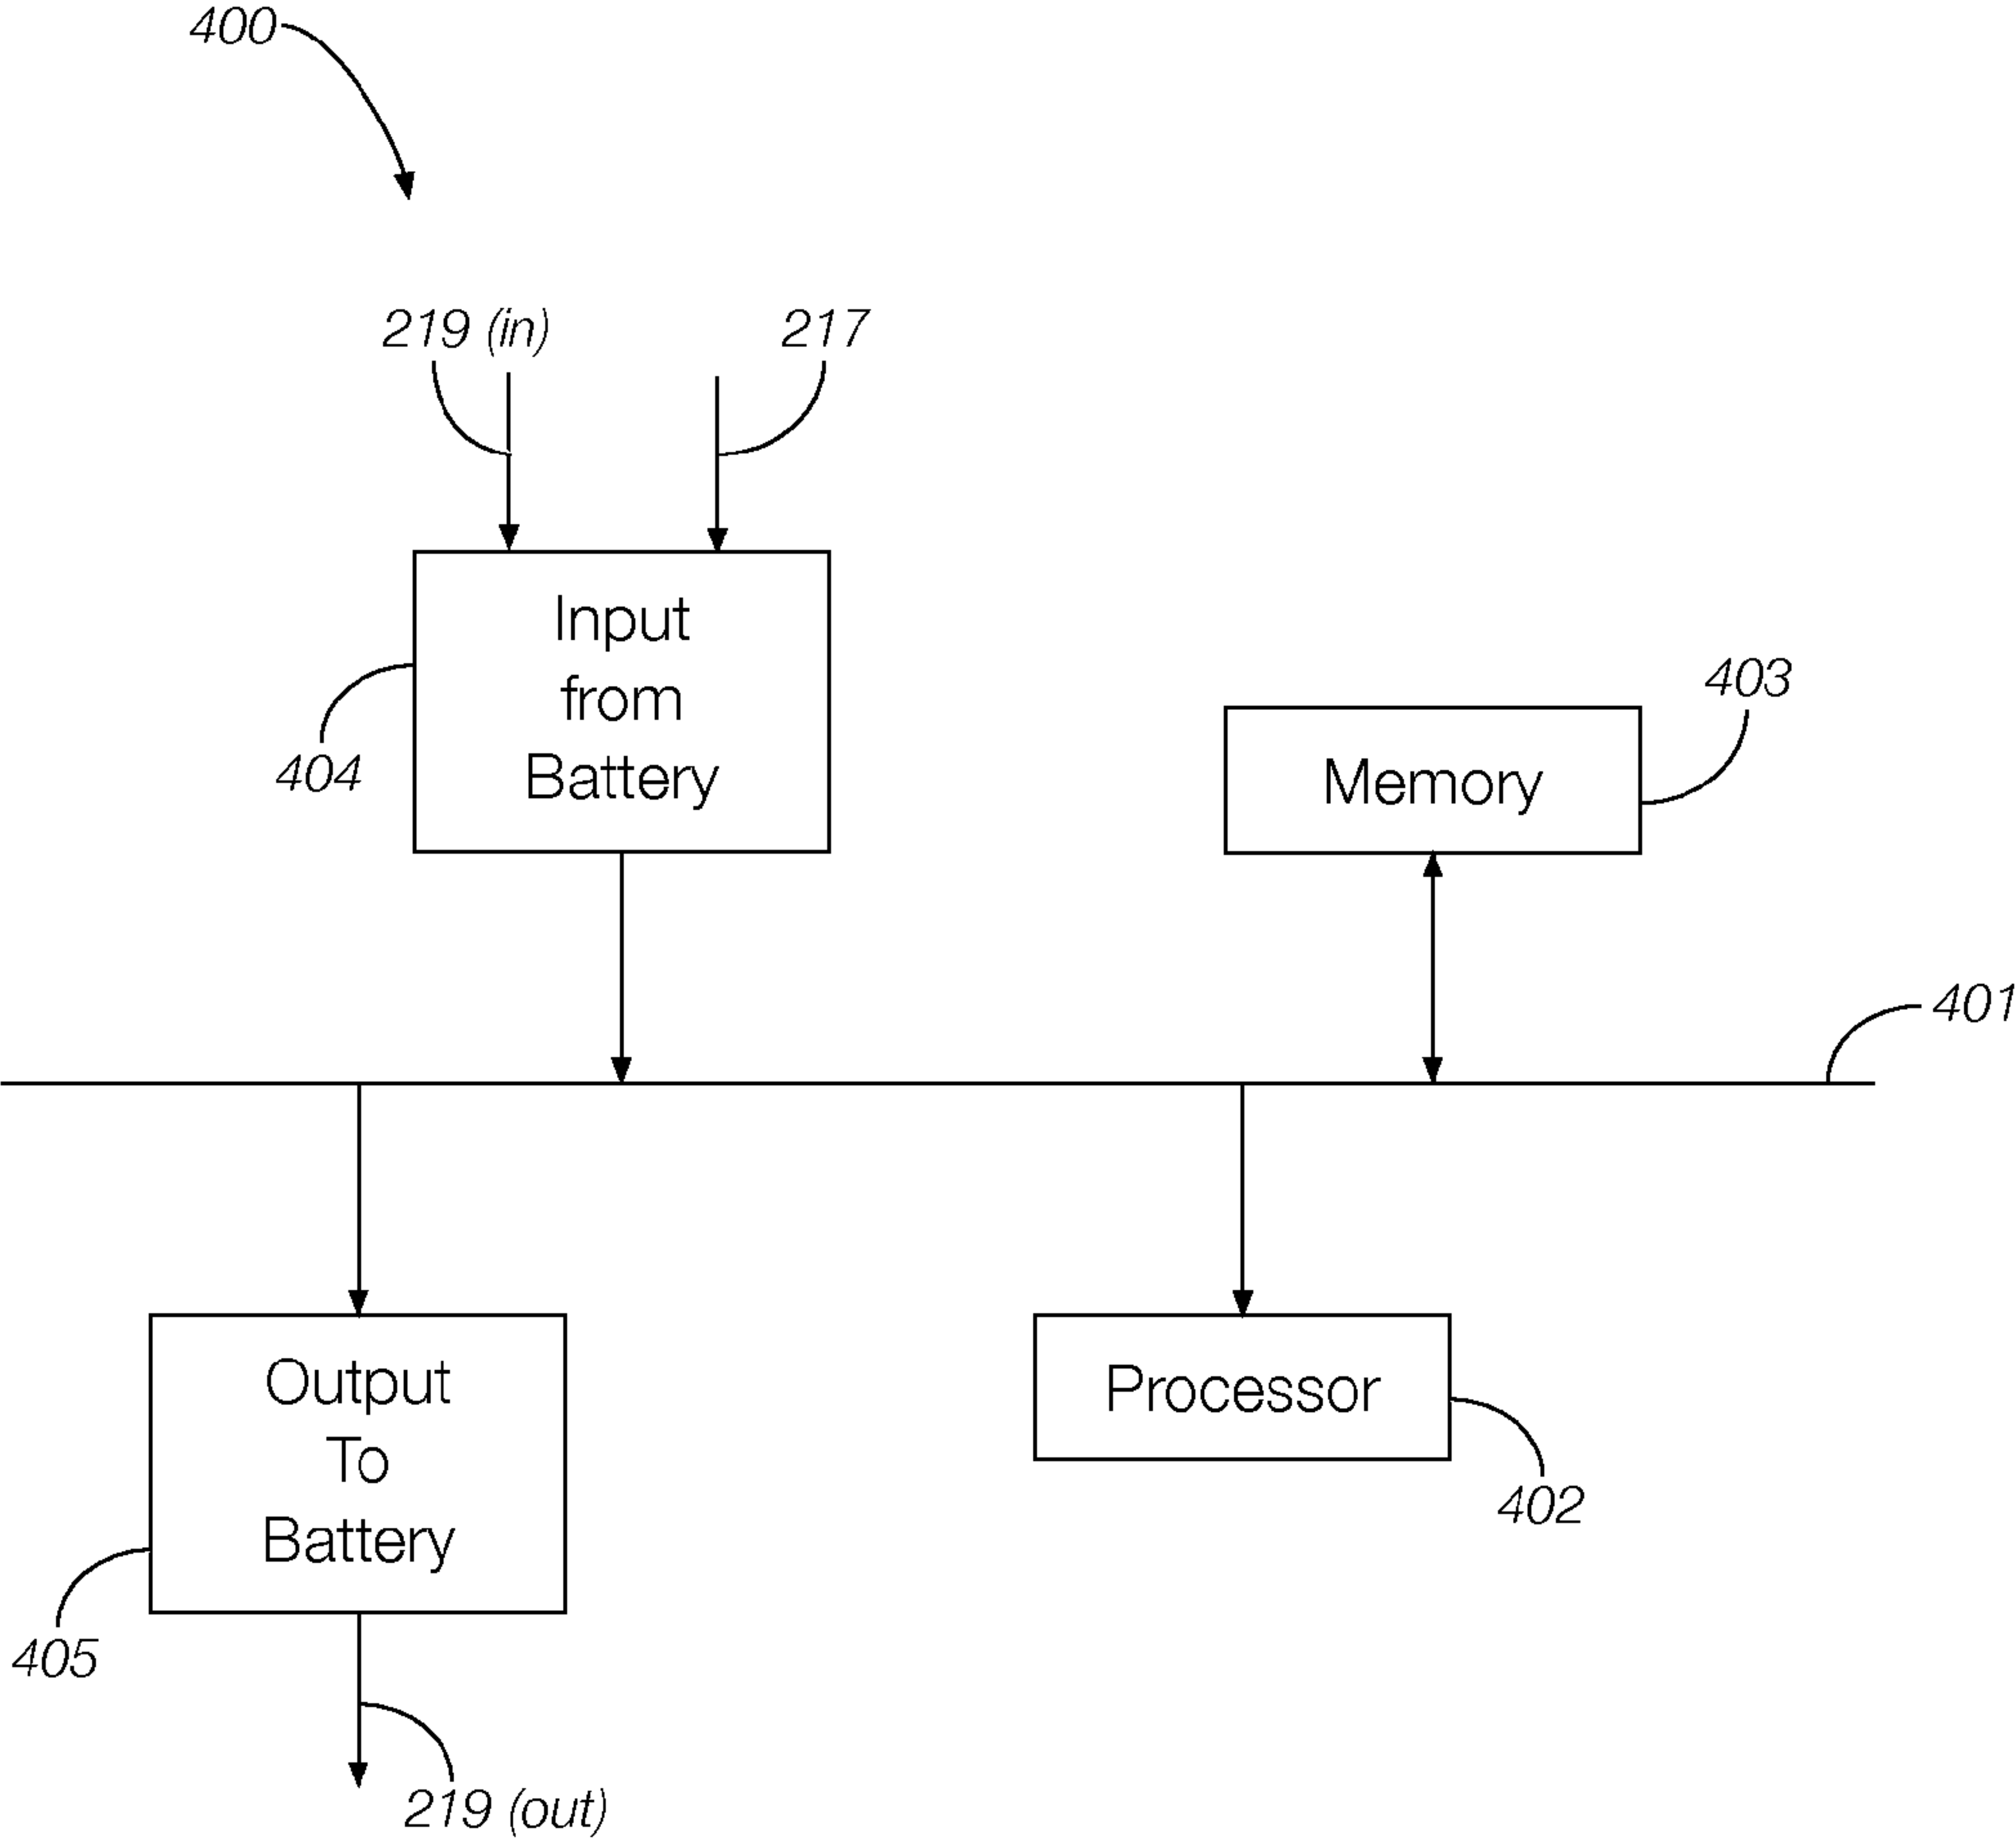 400
219 (in)
217
Input
from
Battery
404
403
Memory
401
Output
To
Battery
Processor
402
405
219 (out)